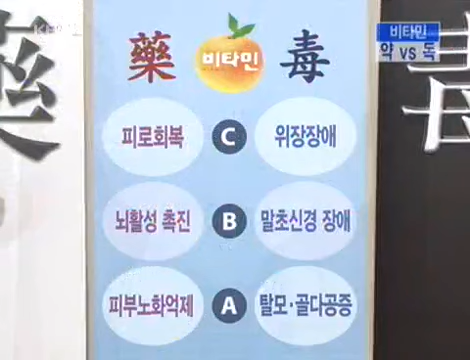 비타민
약 vs 독
藥 비타민 毒
피로회복 C 위장장애
뇌활성 촉진 B 말초신경 장애
피부노화억제 A 탈모·골다공증
藥
毒